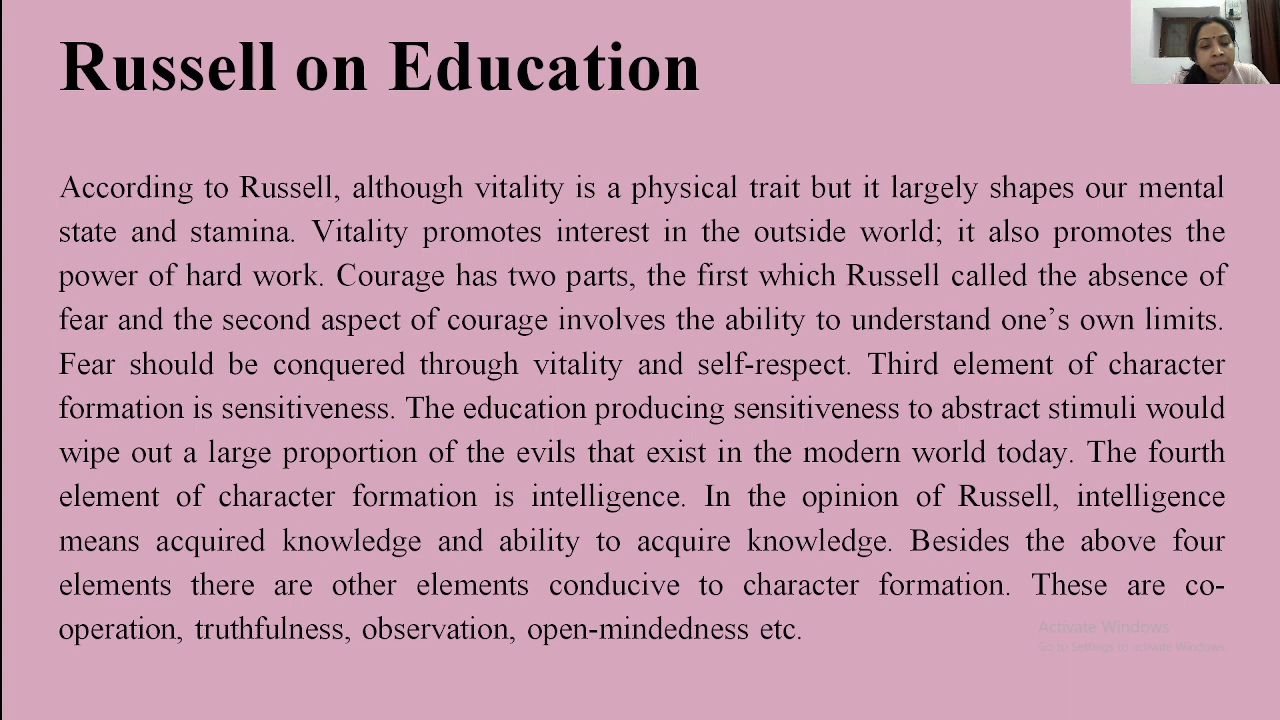 Russell on Education
According to Russell, although vitality is a physical trait but it largely shapes our mental
state and stamina. Vitality promotes interest in the outside world; it also promotes the
power of hard work. Courage has two parts, the first which Russell called the absence of
fear and the second aspect of courage involves the ability to understand one’s own limits.
Fear should be conquered through vitality and self-respect. Third element of character
formation is sensitiveness. The education producing sensitiveness to abstract stimuli would
wipe out a large proportion of the evils that exist in the modern world today. The fourth
element of character formation is intelligence. In the opinion of Russell, intelligence
means acquired knowledge and ability to acquire knowledge. Besides the above four
elements there are other elements conducive to character formation. These are co-
operation, truthfulness, observation, open-mindedness etc.
Activate Windows
Go to Settings to activate Windows.